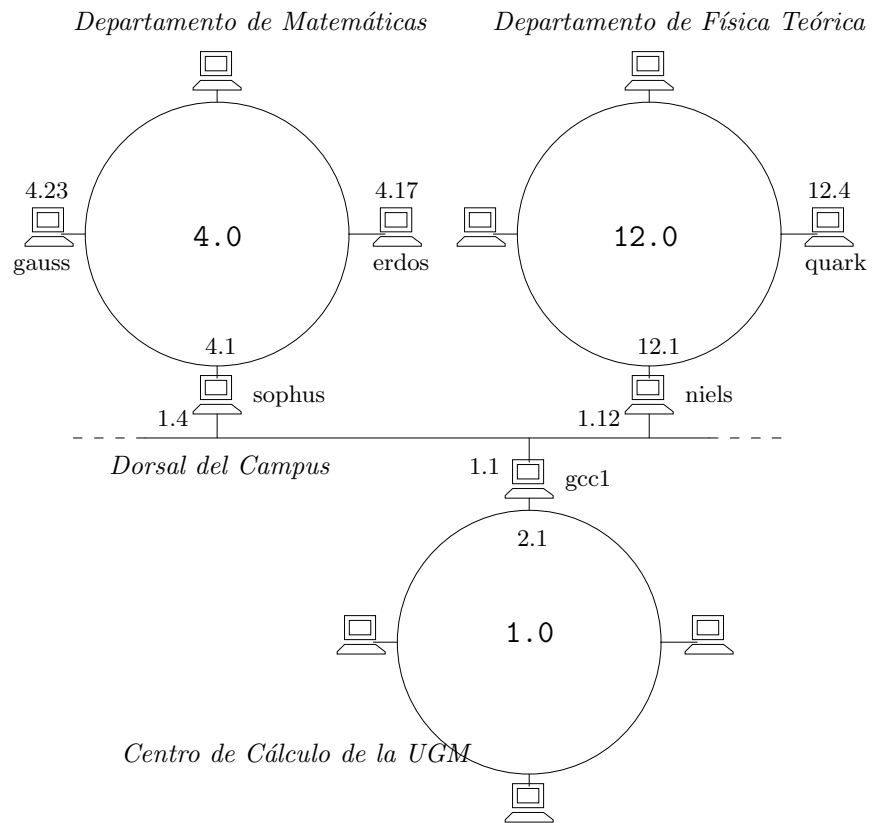 Departamento de Matemáticas
Departamento de Física Teórica
4.23
4.17
12.4
4.0
12.0
gauss
erdos
quark
4.1
12.1
sophus
niels
1.4
1.12
Dorsal del Campus
1.1
gcc1
2.1
1.0
Centro de Cálculo de la UGM